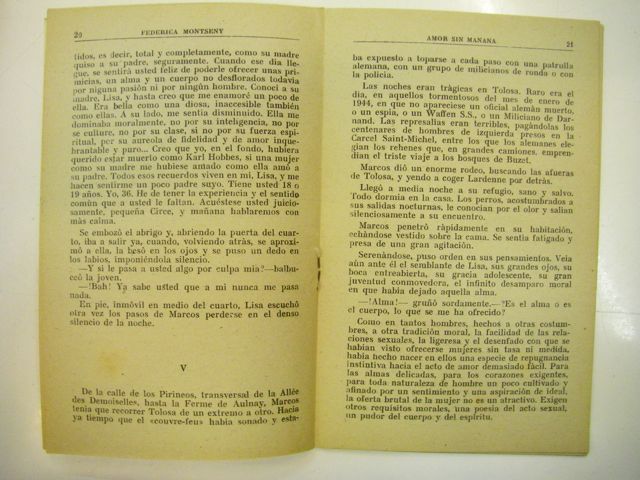 20
FEDERICA MONTSENY
tidos, es decir, total y completamente, como su madre
quiso a su padre, seguramente. Cuando ese día lle-
gue, se sentirá usted feliz de poderle ofrecer unas pri-
micias, un alma y un cuerpo no desflorados todavía
por niguna pasión ni por ningún hombre. Conocí a su
madre, Lisa, y hasta creo que me enamoré un poco de
ella. Era bella como una diosa, inaccesible también
como ellas. A su lado, me sentía disminuido. Ella me
dominaba moralmente, no por su inteligencia, no por
se culture, no por su clase, sí por su fuerza espi-
ritual, por su aureola de fidelidad y de amor inque-
brantable y puro... Creo que yo, en el fondo, hubiera
querido estar muerto como Karl Hobbes, si una mujer
como su madre me hubiese amado como ella amó a
su padre. Todos esos recuerdos viven en mí, Lisa, y me
hacen sentirme un poco padre suyo. Tiene usted 18 o
19 años. Yo, 36. He de tener la experiencia y el sentido
común que a usted le faltan. Acuéstese usted juicio-
samente, pequeña Circe, y mañana hablaremos con
más calma.
Se embozó el abrigo y, abriendo la puerta del cuar-
to, iba a salir ya, cuando, volviendo atràs, se aproxi-
mó a ella, la besó en los ojos y se puso un dedo en
los labios, imponiéndola silencio.
—Y si le pasa a usted algo por culpa mía?—balbu-
ceó la joven.
—¡Bah! Ya sabe usted que a mí nunca me pasa
nada.
En pie, inmóvil en medio del cuarto, Lisa escuchó
otra vez los pasos de Marcos perderse en el denso
silencio de la noche.
V
De la calle de los Pirineos, transversal de la Allée
des Demoiselles, hasta la Ferme de Aulnay, Marcos
tenía que recorrer Tolosa de un extremo a otro. Hacía
ya tiempo que el «couvre-feu» había sonado y esta-
AMOR SIN MAÑANA
21
ba expuesto a toparse a cada paso con una patrulla
alemana, con un grupo de milicianos de ronda o con
la policía.
Las noches eran tràgicas en Tolosa. Raro era el
día, en aquellos tormentosos del mes de enero de
1944, en que no apareciese un oficial alemán muerto,
o un espía, o un Waffen S.S., o un Miliciano de Dar-
nand. Las represalias eran terribles, pagándolas los
centenares de hombres de izquierda presos en la
Carcel Saint-Michel, entre los que los alemanes ele-
gían los rehenes que, en grandes camiones, empren-
dían el triste viaje a los bosques de Buzet.
Marcos dió un enorme rodeo, buscando las afueras
de Tolosa, y yendo a coger Lardenne por detrás.
Llegó a media noche a su refugio, sano y salvo.
Todo dormía en la casa. Los perros, acostumbrados a
sus salidas nocturnas, le conocían por el olor y salían
silenciosamente a su encuentro.
Marcos penetró ràpidamente en su habitación,
echándose vestido sobre la cama. Se sentía fatigado y
presa de una gran agitación.
Serenándose, puso orden en sus pensamientos. Veía
aún ante él el semblante de Lisa, sus grandes ojos, su
boca entreabierta, su gracia adolescente, su gran
juventud conmovedora, el infinito desamparo moral
en que había dejado aquella alma.
—¡Alma!— gruñó sordamente.—¿Es el alma o es
el cuerpo, lo que se me ha ofrecido?
Como en tantos hombres, hechos a otras costum-
bres, a otra tradición moral, la facilidad de las rela-
ciones sexuales, la ligeresa y el desenfado con que se
habían visto ofrecerse mujeres sin tasa ni medida,
había hecho nacer en ellos una especie de repugnancia
instintiva hacia el acto de amor demasiado fácil. Para
las almas delicadas, para los corazones exigentes,
para toda naturaleza de hombre un poco cultivado y
afinado por un sentimiento y una aspiración de ideal,
la oferta brutal de la mujer no es un atractivo. Exigen
otros requisitos morales, una poesía del acto sexual,
un pudor del cuerpo y del espíritu.